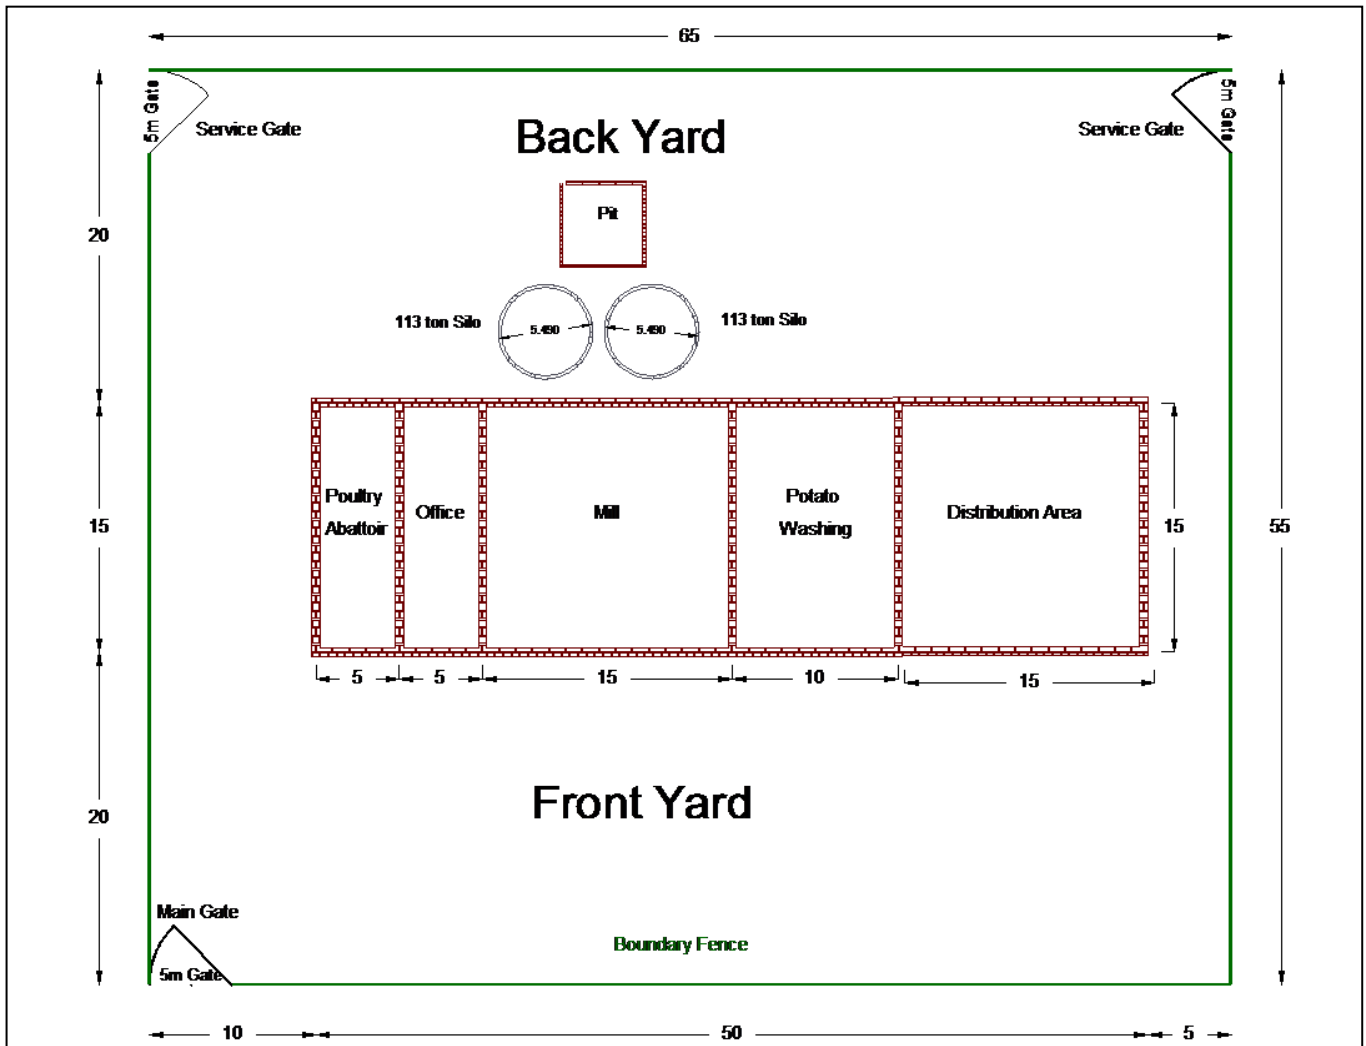 65
5m Gate
Service Gate
Back Yard
Service Gate
5m Gate
Pit
20
113 ton Silo
5.490
5.490
113 ton Silo
Poultry
Abattoir
Office
Mill
Potato
Washing
Distribution Area
15
15
55
5
5
15
10
15
Front Yard
20
Main Gate
5m Gate
Boundary Fence
10
50
5